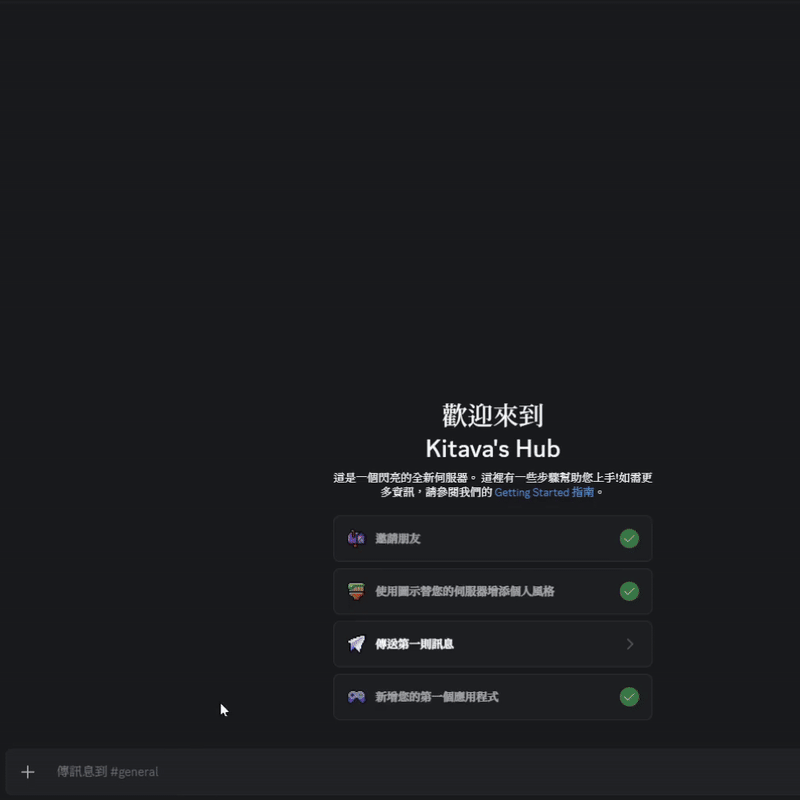 歡迎來到
Kitava's Hub
這是一個閃亮的全新伺服器。 這裡有一些步驟幫助您上手!如需更
多資訊，請參閱我們的 Getting Started 指南。
邀請朋友
使用圖示替您的伺服器增添個人風格
傳送第一則訊息
新增您的第一個應用程式
傳訊息到 #general